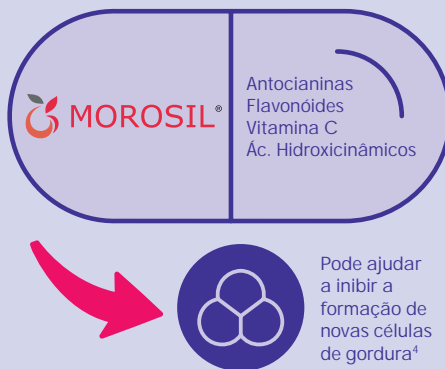 MOROSIL®
Antocianinas
Flavonóides
Vitamina C
Ác. Hidroxicinâmicos
Pode ajudar
a inibir a
formação de
novas células
de gordura⁴